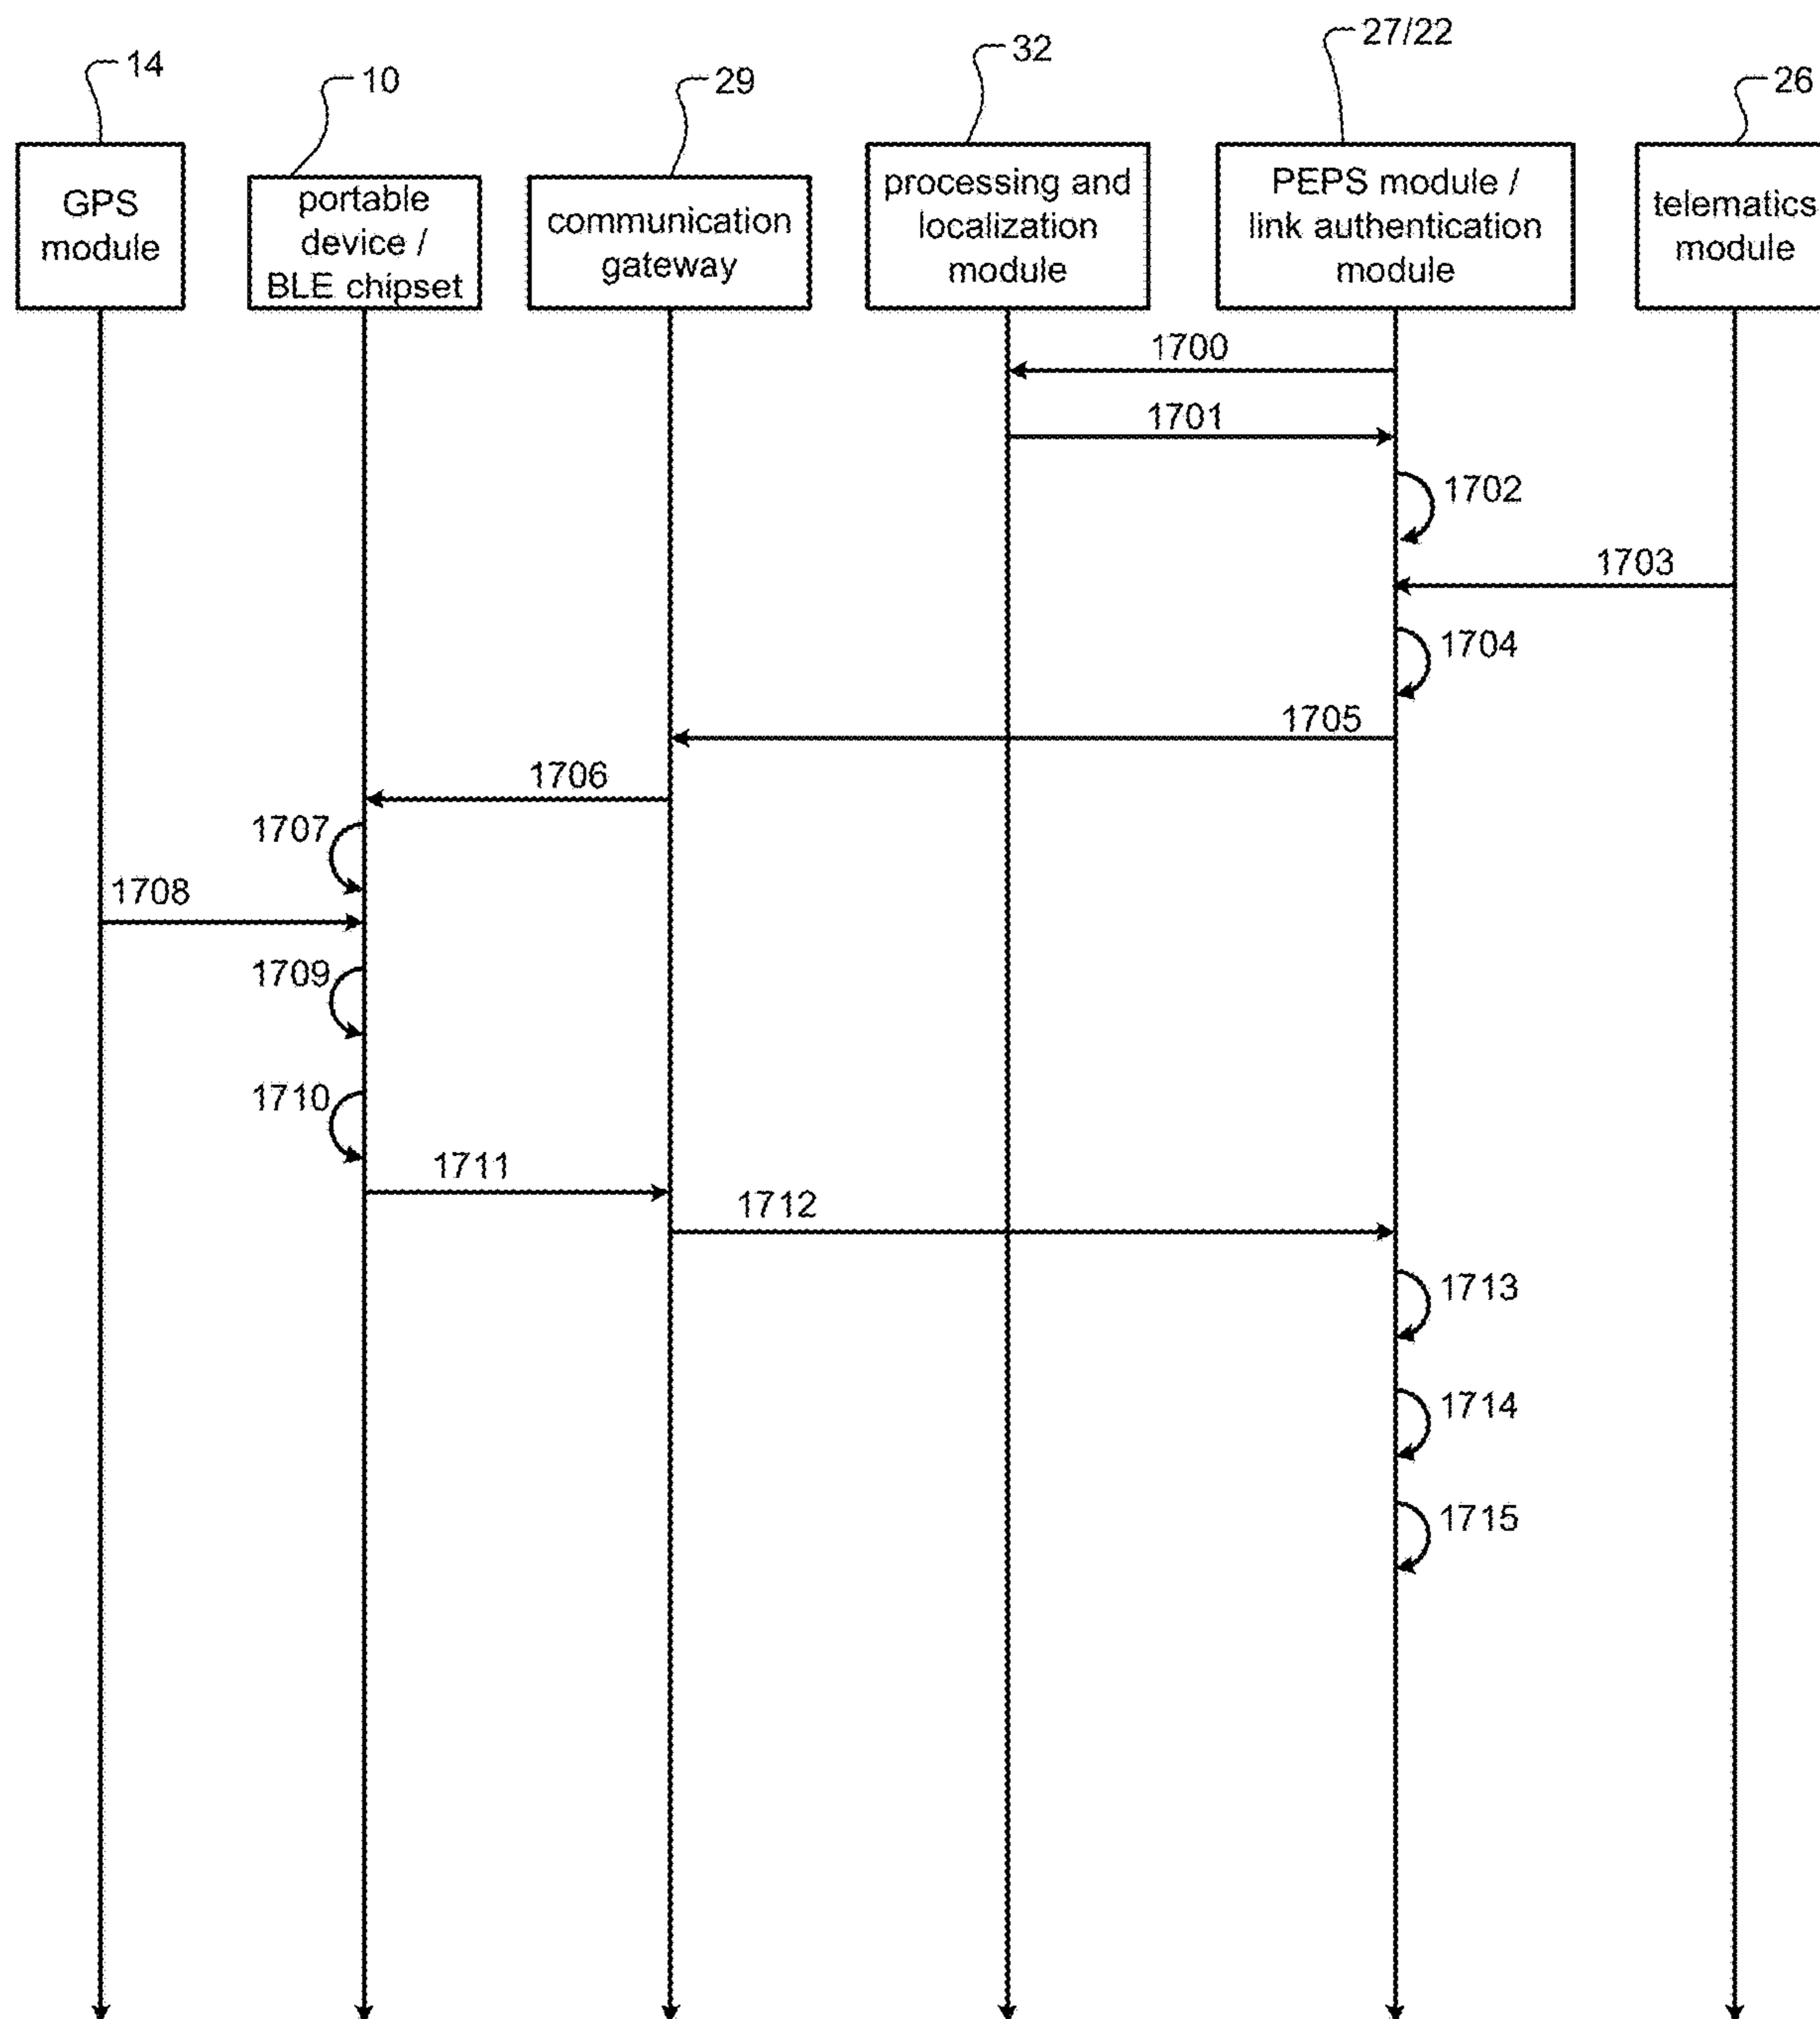 14
10
29
32
27/22
26
GPS
module
portable
device /
BLE chipset
communication
gateway
processing and
localization
module
PEPS module /
link authentication
module
telematics
module
1700
1701
1702
1703
1704
1705
1706
1707
1708
1709
1710
1711
1712
1713
1714
1715